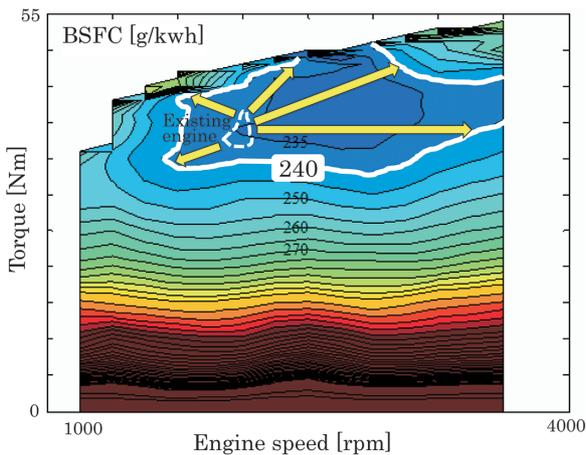 55
BSFC [g/kwh]
Existing
engine
235
240
250
260
270
Torque [Nm]
0
1000
4000
Engine speed [rpm]